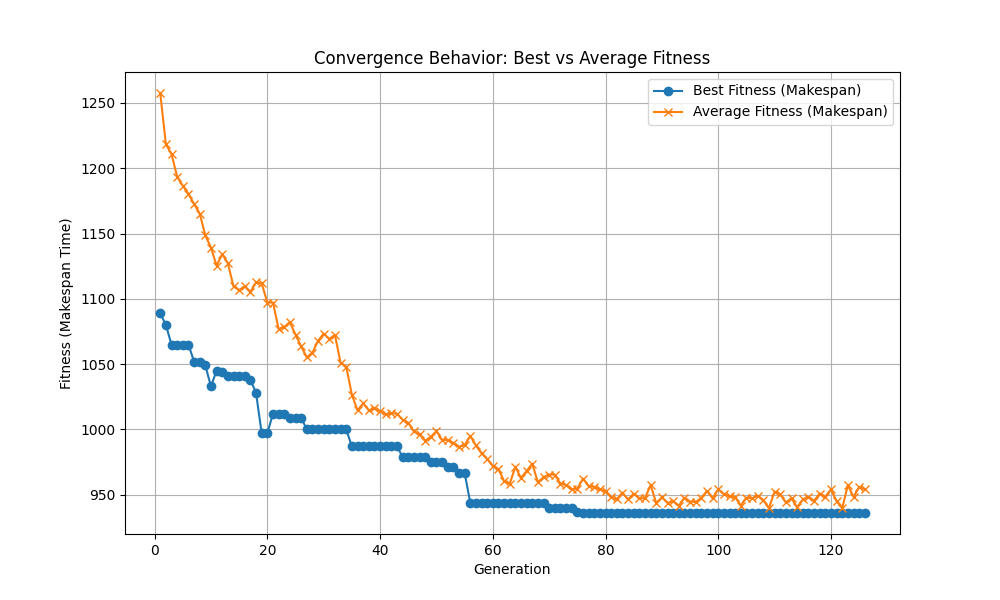 Convergence Behavior: Best vs Average Fitness
Best Fitness (Makespan)
Average Fitness (Makespan)
Fitness (Makespan Time)
1250
1200
1150
1100
1050
1000
950
0 20 40 60 80 100 120
Generation